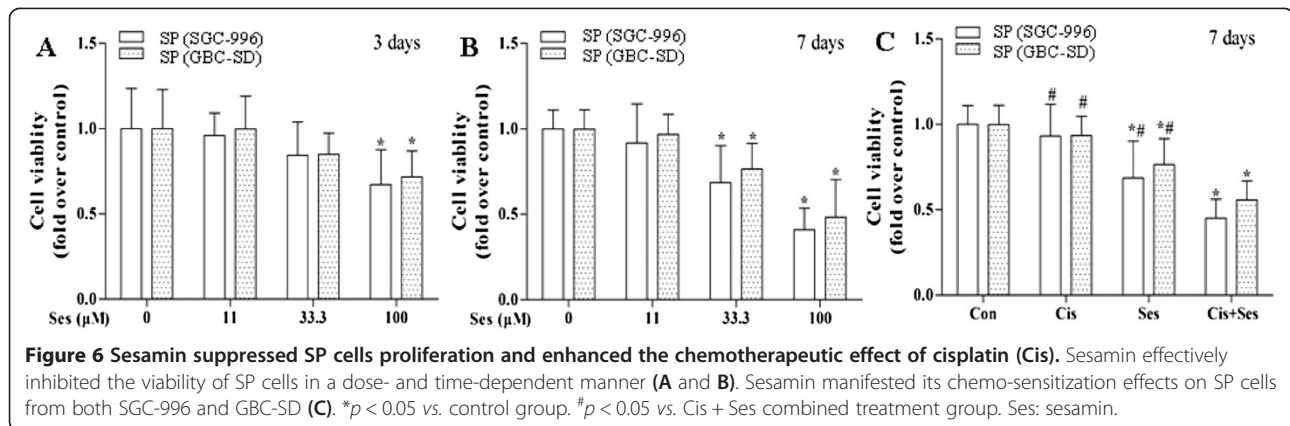 A
SP (SGC-996)
SP (GBC-SD)
3 days
Cell viablity
(fold over control)
1.5
1.0
0.5
0.0
* *
Ses (µM) 0 11 33.3 100
B
SP (SGC-996)
SP (GBC-SD)
7 days
Cell viablity
(fold over control)
1.5
1.0
0.5
0.0
* * * *
Ses (µM) 0 11 33.3 100
C
SP (SGC-996)
SP (GBC-SD)
7 days
Cell viablity
(fold over control)
1.5
1.0
0.5
0.0
# # *# *# * *
Con Cis Ses Cis+Ses
Figure 6 Sesamin suppressed SP cells proliferation and enhanced the chemotherapeutic effect of cisplatin (Cis). Sesamin effectively
inhibited the viability of SP cells in a dose- and time-dependent manner (A and B). Sesamin manifested its chemo-sensitization effects on SP cells
from both SGC-996 and GBC-SD (C). *p < 0.05 vs. control group. #p < 0.05 vs. Cis + Ses combined treatment group. Ses: sesamin.